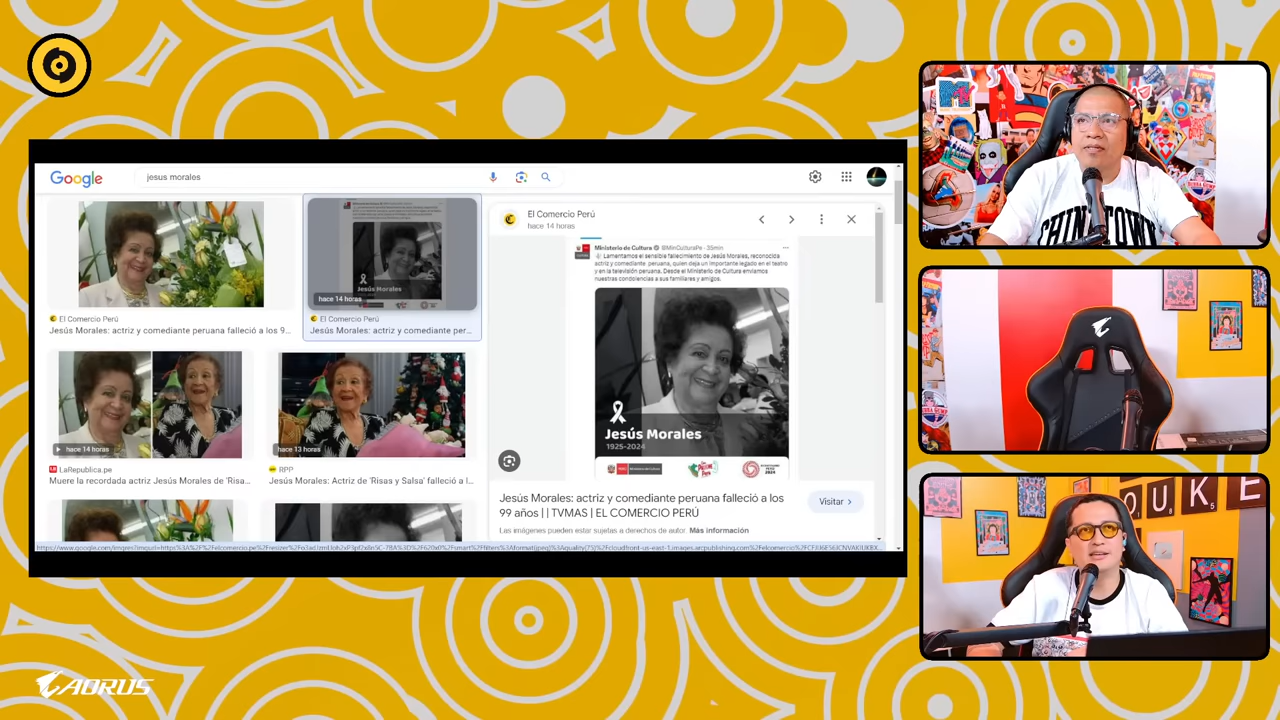 Google
jesus morales
El Comercio Perú
Jesús Morales: actriz y comediante peruana falleció a los 9...
hace 14 horas
El Comercio Perú
Jesús Morales: actriz y comediante per...
hace 14 horas
LaRepublica.pe
Muere la recordada actriz Jesús Morales de 'Risa...
hace 13 horas
RPP
Jesús Morales: Actriz de 'Risas y Salsa' falleció a l...
El Comercio Perú
hace 14 horas
Ministerio de Cultura @MinCulturaPe · 35min
Lamentamos el sensible fallecimiento de Jesús Morales, reconocida
actriz y comediante peruana, quien deja un importante legado en el teatro
y en la televisión peruana. Desde el Ministerio de Cultura enviamos
nuestras condolencias a sus familiares y amigos.
Jesús Morales
1925-2024
Jesús Morales: actriz y comediante peruana falleció a los
99 años | | TVMAS | EL COMERCIO PERÚ
Visitar
Las imágenes pueden estar sujetas a derechos de autor. Más información
CHINATOWN
OUKE
AORUS